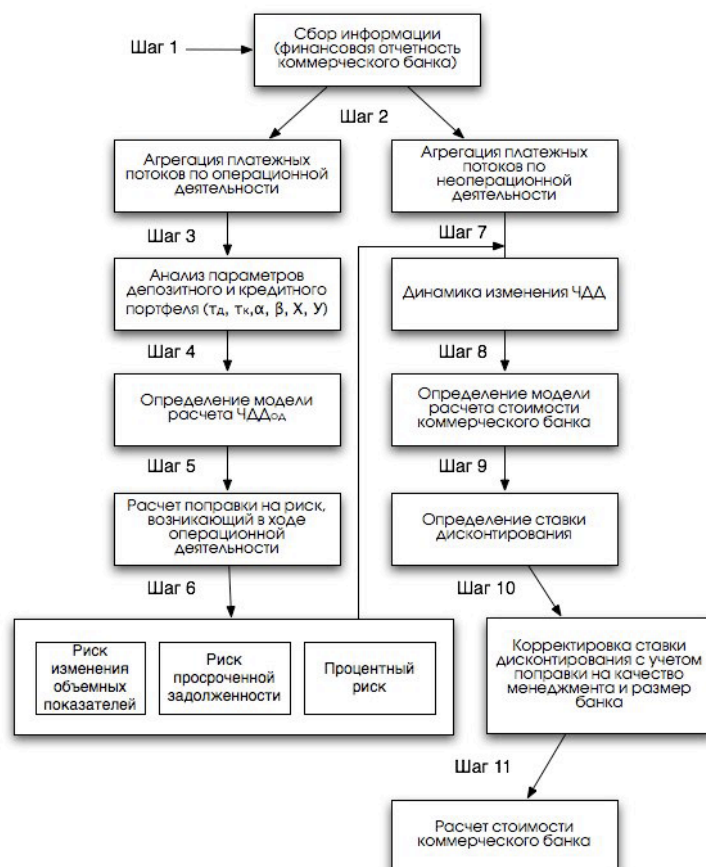 Шаг 1
Сбор информации
(финансовая отчетность
коммерческого банка)
Шаг 2
Агрегация платежных
потоков по операционной
деятельности
Агрегация платежных
потоков по
неоперационной
деятельности
Шаг 3
Шаг 7
Анализ параметров
депозитного и кредитного
портфеля (τд, τк,α, β, X, У)
Динамика изменения ЧДД
Шаг 4
Шаг 8
Определение модели
расчета ЧДДод
Определение модели
расчета стоимости
коммерческого банка
Шаг 5
Шаг 9
Расчет поправки на риск,
возникающий в ходе
операционной
деятельности
Определение ставки
дисконтирования
Шаг 6
Шаг 10
Риск
изменения
объемных
показателей
Риск
просроченной
задолженности
Процентный
риск
Корректировка ставки
дисконтирования с учетом
поправки на качество
менеджмента и размер
банка
Шаг 11
Расчет стоимости
коммерческого банка